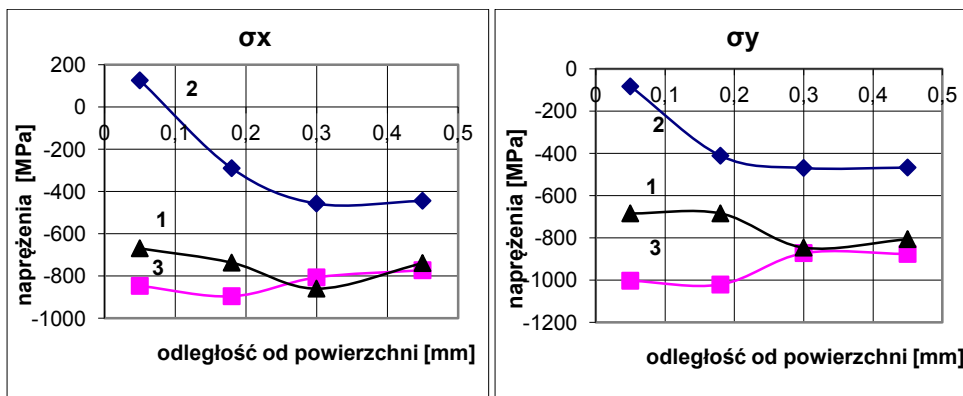 σx
200
0
-200
-400
-600
-800
-1000
0 0,1 0,2 0,3 0,4 0,5
2
1
3
naprężenia [MPa]
odległość od powierzchni [mm]
σy
0
-200
-400
-600
-800
-1000
-1200
0 0,1 0,2 0,3 0,4 0,5
2
1
3
naprężenia [MPa]
odległość od powierzchni [mm]